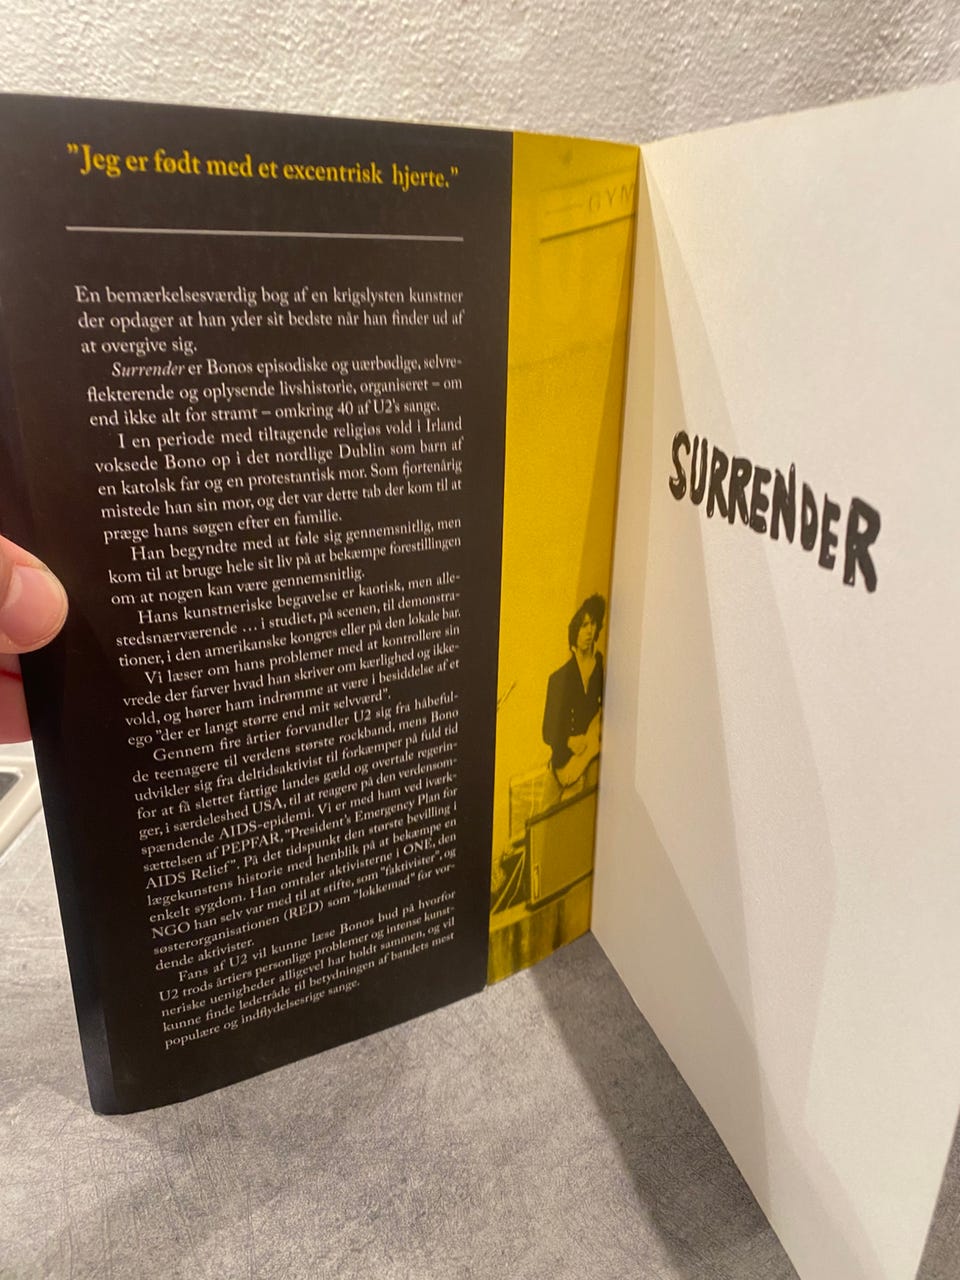 "Jeg er født med et excentrisk hjerte."
En bemærkelsesværdig bog af en krigslysten kunstner
der opdager at han yder sit bedste når han finder ud af
at overgive sig.
Surrender er Bonos episodiske og uærbødige, selvre-
flekterende og oplysende livshistorie, organiseret – om
end ikke alt for stramt – omkring 40 af U2's sange.
I en periode med tiltagende religiøs vold i Irland
voksede Bono op i det nordlige Dublin som barn af
en katolsk far og en protestantisk mor. Som fjortenårig
mistede han sin mor, og det var dette tab der kom til at
præge hans søgen efter en familie.
Han begyndte med at føle sig gennemsnitlig, men
kom til at bruge hele sit liv på at bekæmpe forestillingen
om at nogen kan være gennemsnitlig.
Hans kunstneriske begavelse er kaotisk, men alle-
stedsnærværende ... i studiet, på scenen, til demonstra-
tioner, i den amerikanske kongres eller på den lokale bar.
Vi læser om hans problemer med at kontrollere sin
vrede der farver hvad han skriver om kærlighed og ikke-
vold, og hører ham indrømme at være i besiddelse af et
ego "der er langt større end mit selvværd".
Gennem fire årtier forvandler U2 sig fra håbeful-
de teenagere til verdens største rockband, mens Bono
udvikler sig fra deltidsaktivist til forkæmper på fuld tid
for at få slettet fattige landes gæld og overtale regerin-
ger, i særdeleshed USA, til at reagere på den verdensom-
spændende AIDS-epidemi. Vi er med ham ved iværk-
sættelsen af PEPFAR, "President's Emergency Plan for
AIDS Relief". På det tidspunkt den største bevilling i
lægekunstens historie med henblik på at bekæmpe en
enkelt sygdom. Han omtaler aktivisterne i ONE, den
NGO han selv var med til at stifte, som "faktivister", og
søsterorganisationen (RED) som "lokkemad" for vor-
dende aktivister.
Fans af U2 vil kunne læse Bonos bud på hvorfor
U2 trods årtiers personlige problemer og intense kunst-
neriske uenigheder alligevel har holdt sammen, og vil
kunne finde ledetråde til betydningen af bandets mest
populære og indflydelsesrige sange.
GYM
SURRENDER